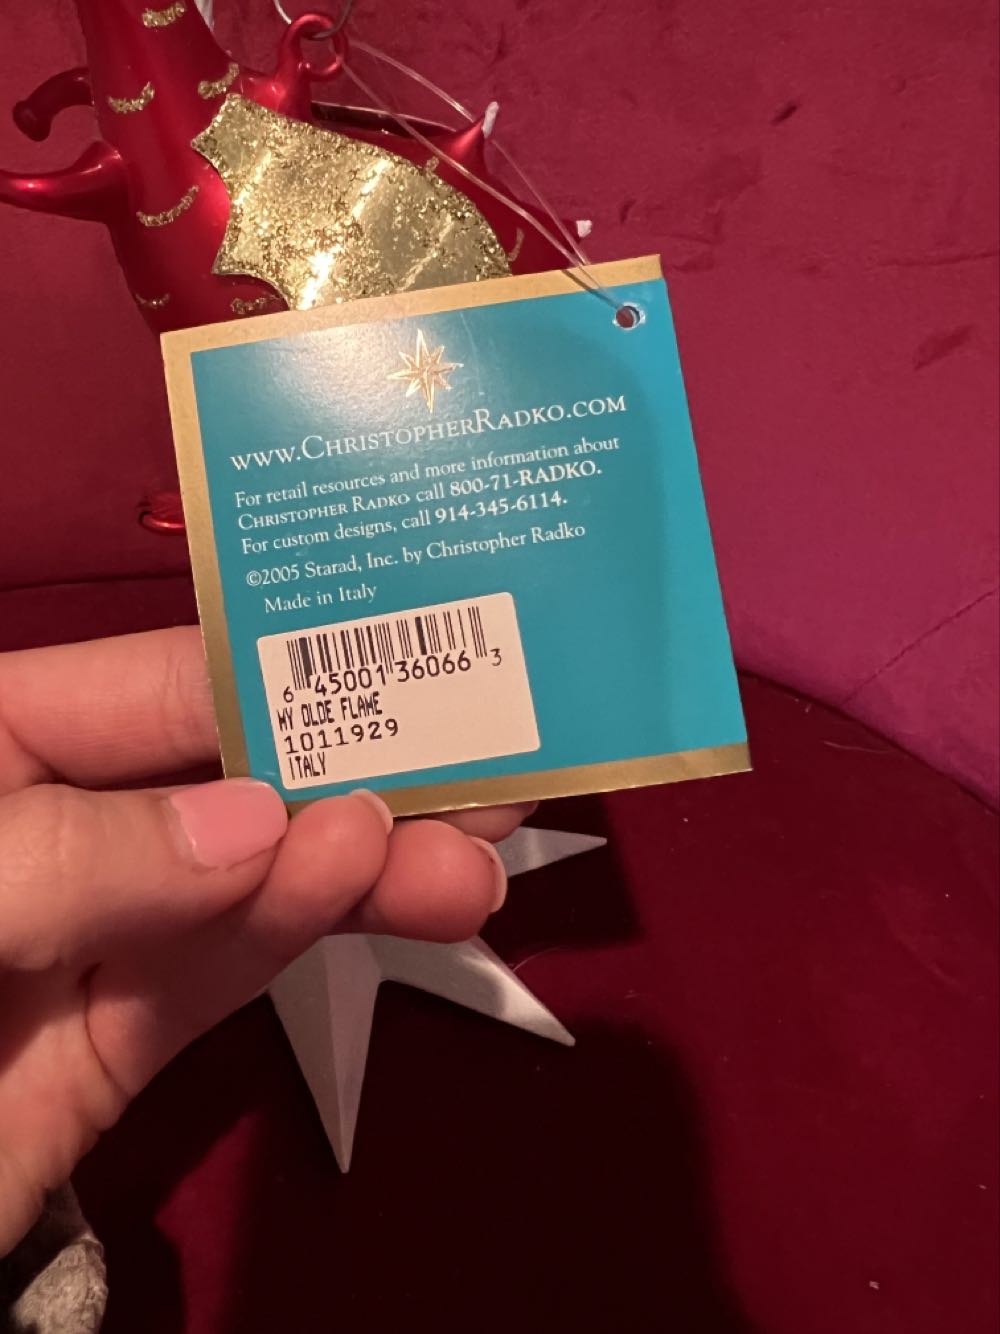 www.ChristopherRadko.com
For retail resources and more information about
Christopher Radko call 800-71-RADKO.
For custom designs, call 914-345-6114.
©2005 Starad, Inc. by Christopher Radko
Made in Italy
6 45001 36066 3
MY OLDE FLAME
1011929
ITALY